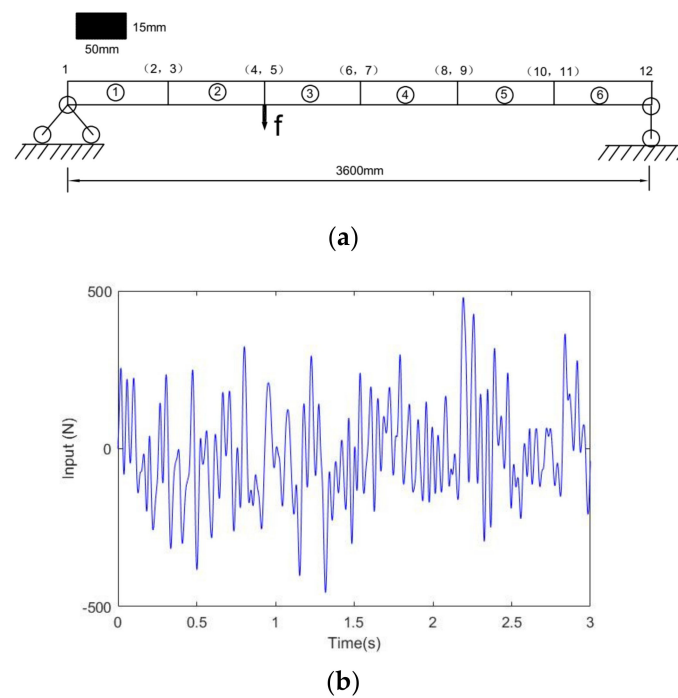 15mm
50mm
1 (2, 3) (4, 5) (6, 7) (8, 9) (10, 11) 12
① ② ③ ④ ⑤ ⑥
f
3600mm
(a)
500
0
-500
Input (N)
0 0.5 1 1.5 2 2.5 3
Time(s)
(b)